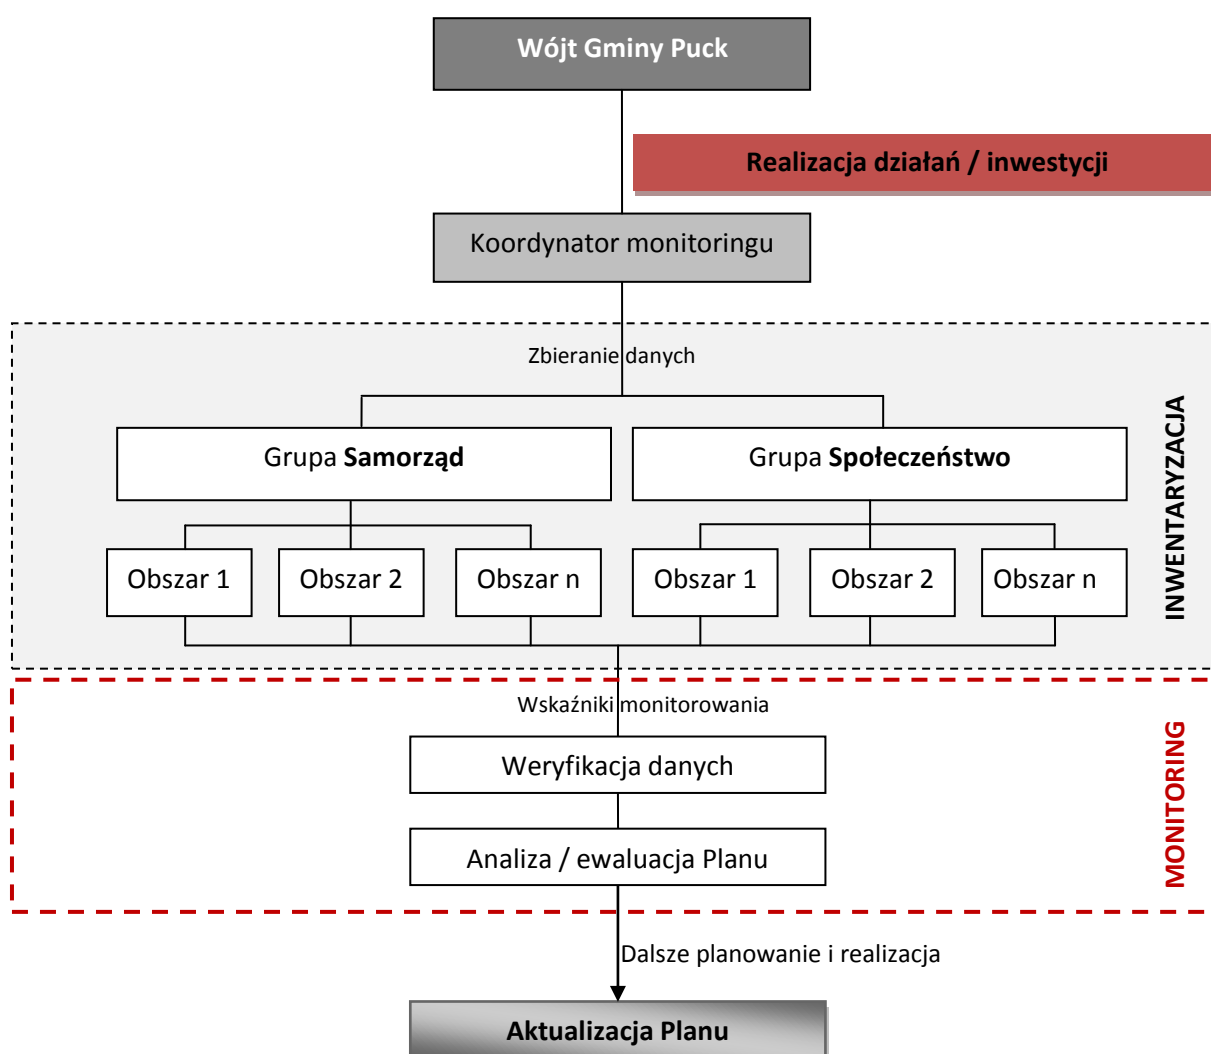 Wójt Gminy Puck
Realizacja działań / inwestycji
Koordynator monitoringu
Zbieranie danych
Grupa Samorząd
Grupa Społeczeństwo
Obszar 1
Obszar 2
Obszar n
Obszar 1
Obszar 2
Obszar n
INWENTARYZACJA
Wskaźniki monitorowania
Weryfikacja danych
Analiza / ewaluacja Planu
MONITORING
Dalsze planowanie i realizacja
Aktualizacja Planu